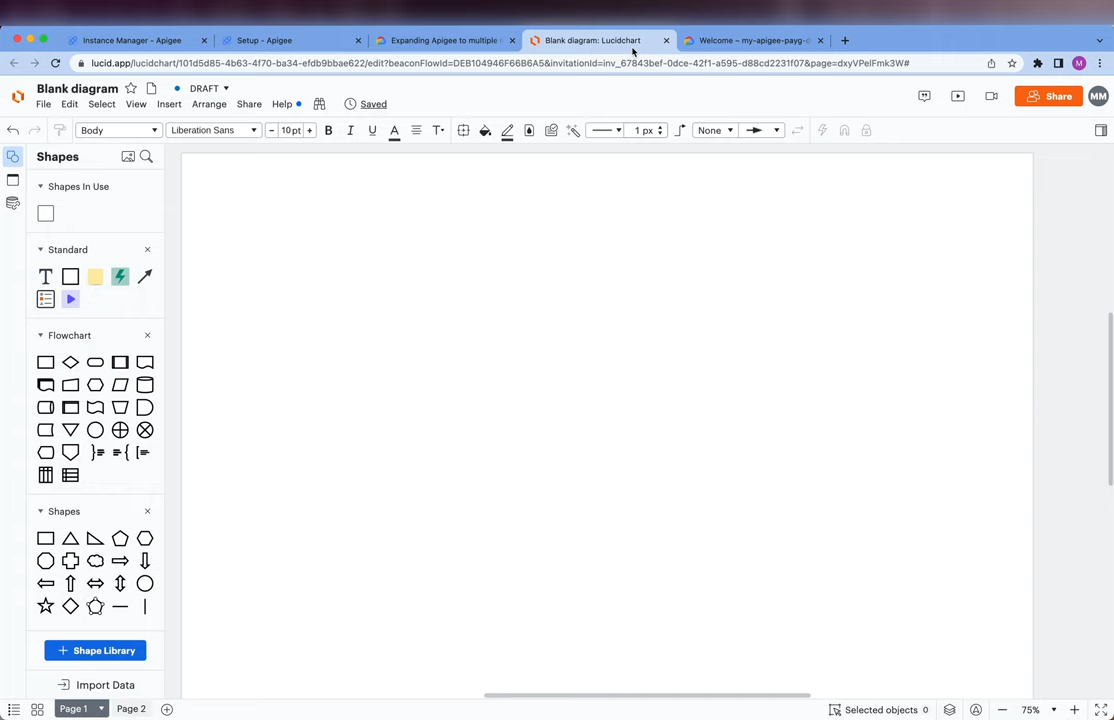 Instance Manager - Apigee
Setup - Apigee
Expanding Apigee to multiple r
Blank diagram: Lucidchart
Welcome – my-apigee-payg-d
lucid.app/lucidchart/101d5d85-4b63-4f70-ba34-efdb9bbae622/edit?beaconFlowId=DEB104946F66B6A5&invitationId=inv_67843bef-0dce-42f1-a595-d88cd2231f07&page=dxyVPelFmk3W#
M
Blank diagram
DRAFT
File Edit Select View Insert Arrange Share Help
Saved
Share
MM
Body
Liberation Sans
10 pt
B I U A T
1 px
None
Shapes
Shapes In Use
Standard
T
Flowchart
Shapes
+ Shape Library
Import Data
Page 1
Page 2
Selected objects 0
75%